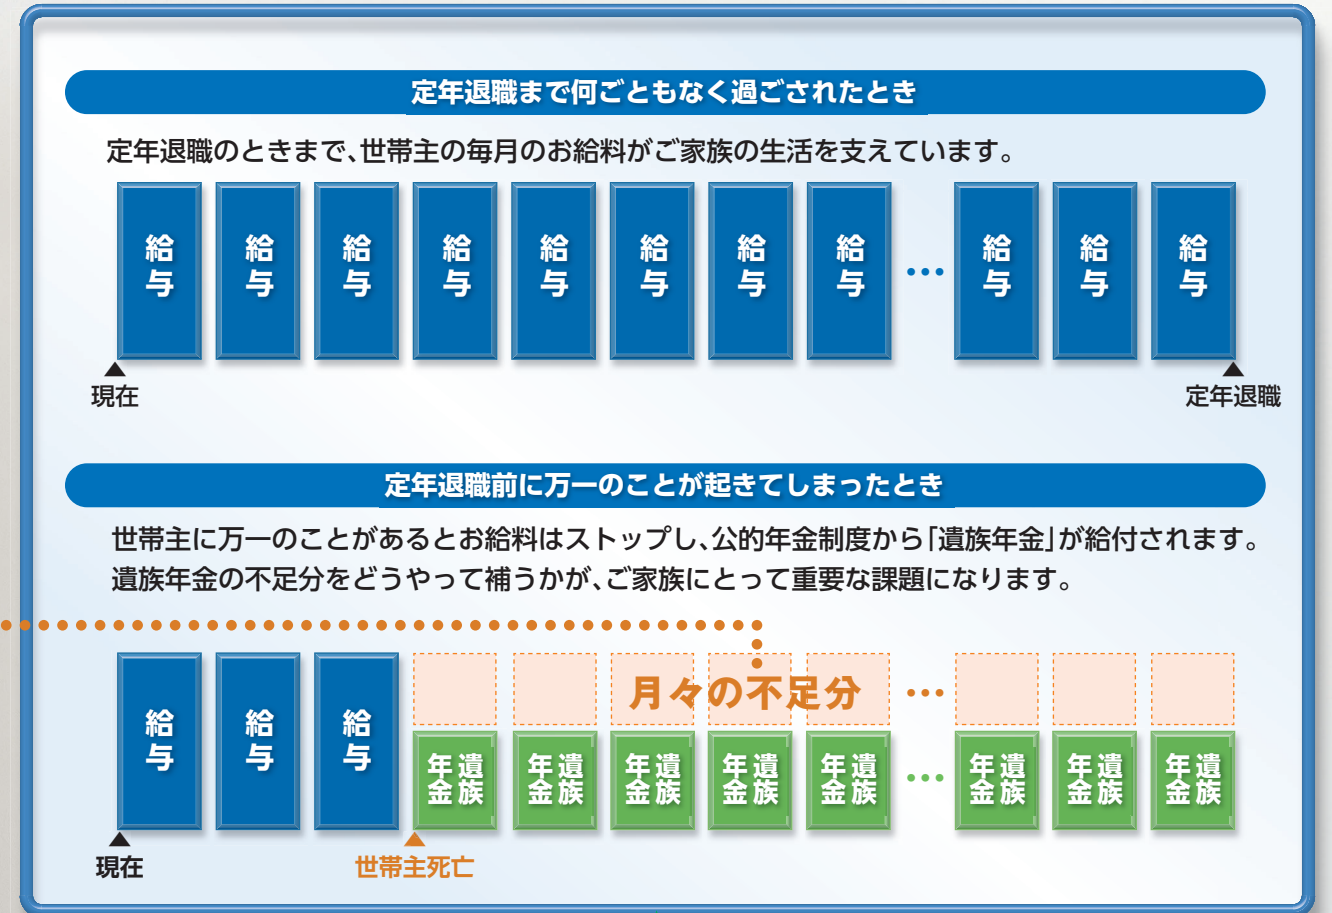 定年退職まで何ごともなく過ごされたとき
定年退職のときまで、世帯主の毎月のお給料がご家族の生活を支えています。
給与 給与 給与 給与 給与 給与 給与 給与 … 給与 給与 給与
▲ ▲
現在 定年退職
定年退職前に万一のことが起きてしまったとき
世帯主に万一のことがあるとお給料はストップし、公的年金制度から「遺族年金」が給付されます。
遺族年金の不足分をどうやって補うかが、ご家族にとって重要な課題になります。
月々の不足分 …
給与 給与 給与 遺族年金 遺族年金 遺族年金 遺族年金 遺族年金 … 遺族年金 遺族年金 遺族年金
▲ ▲
現在 世帯主死亡